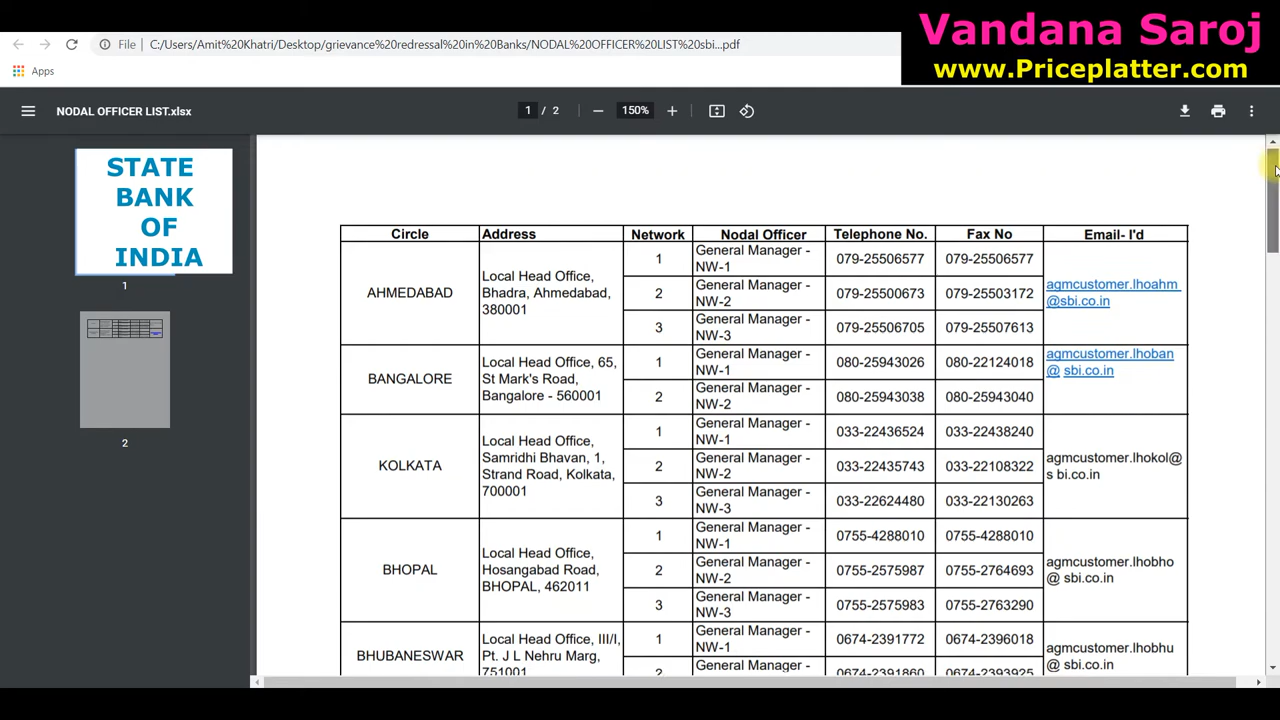 Vandana Saroj
www.Priceplatter.com
File C:/Users/Amit%20Khatri/Desktop/grievance%20redressal%20in%20Banks/NODAL%20OFFICER%20LIST%20sbi...pdf
Apps
NODAL OFFICER LIST.xlsx
1 / 2
150%
STATE
BANK
OF
INDIA
1
2
Circle Address Network Nodal Officer Telephone No. Fax No Email- I'd
AHMEDABAD
Local Head Office,
Bhadra, Ahmedabad,
380001
1 General Manager -
NW-1
079-25506577 079-25506577
2 General Manager -
NW-2
079-25500673 079-25503172
3 General Manager -
NW-3
079-25506705 079-25507613
agmcustomer.lhoahm
@sbi.co.in
BANGALORE
Local Head Office, 65,
St Mark's Road,
Bangalore - 560001
1 General Manager -
NW-1
080-25943026 080-22124018
2 General Manager -
NW-2
080-25943038 080-25943040
agmcustomer.lhoban
@ sbi.co.in
KOLKATA
Local Head Office,
Samridhi Bhavan, 1,
Strand Road, Kolkata,
700001
1 General Manager -
NW-1
033-22436524 033-22438240
2 General Manager -
NW-2
033-22435743 033-22108322
3 General Manager -
NW-3
033-22624480 033-22130263
agmcustomer.lhokol@
s bi.co.in
BHOPAL
Local Head Office,
Hosangabad Road,
BHOPAL, 462011
1 General Manager -
NW-1
0755-4288010 0755-4288010
2 General Manager -
NW-2
0755-2575987 0755-2764693
3 General Manager -
NW-3
0755-2575983 0755-2763290
agmcustomer.lhobho
@ sbi.co.in
BHUBANESWAR
Local Head Office, III/I,
Pt. J L Nehru Marg,
751001
1 General Manager -
NW-1
0674-2391772 0674-2396018
2 General Manager -
0674-2391860 0674-2393925
agmcustomer.lhobhu
@ sbi.co.in